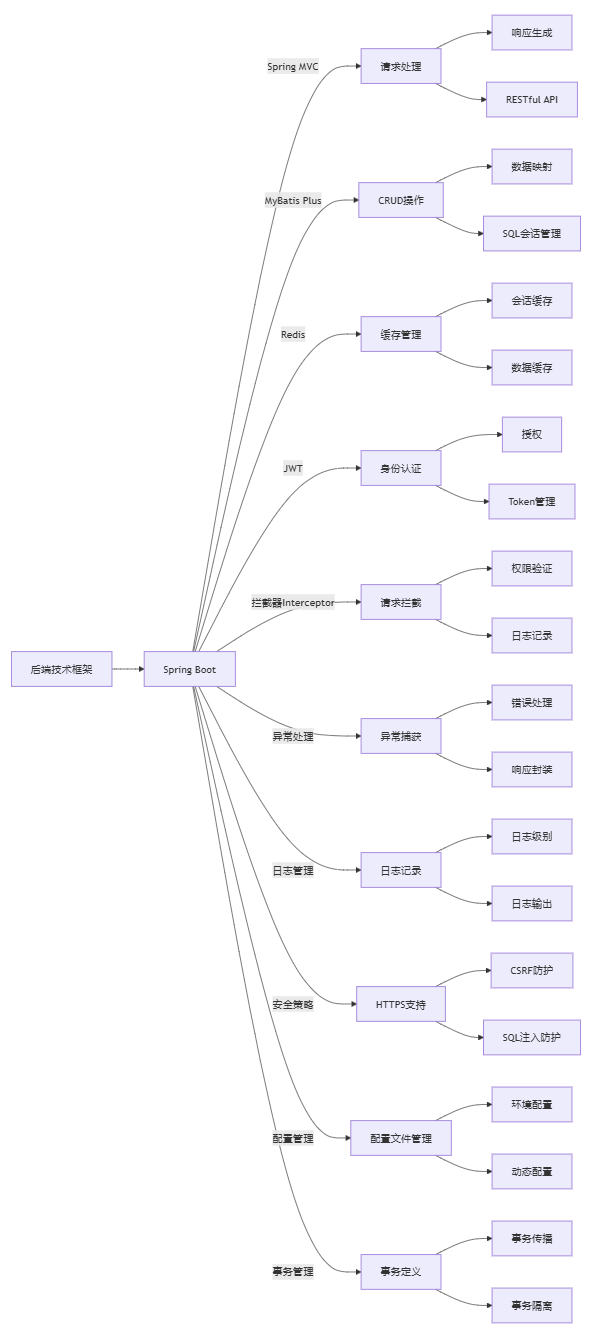 后端技术框架
Spring Boot
Spring MVC
请求处理
响应生成
RESTful API
MyBatis Plus
CRUD操作
数据映射
SQL会话管理
Redis
缓存管理
会话缓存
数据缓存
JWT
身份认证
授权
Token管理
拦截器Interceptor
请求拦截
权限验证
日志记录
异常处理
异常捕获
错误处理
响应封装
日志管理
日志记录
日志级别
日志输出
安全策略
HTTPS支持
CSRF防护
SQL注入防护
配置管理
配置文件管理
环境配置
动态配置
事务管理
事务定义
事务传播
事务隔离